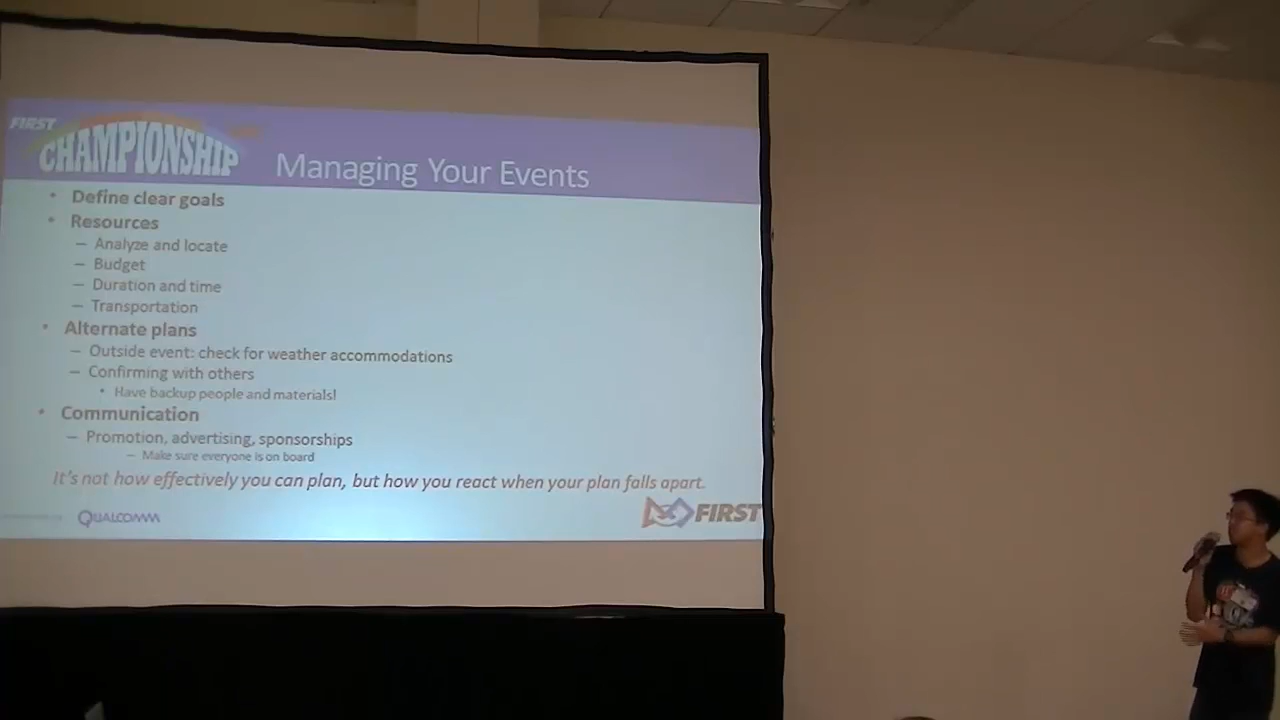 FIRST
CHAMPIONSHIP
Managing Your Events
• Define clear goals
• Resources
– Analyze and locate
– Budget
– Duration and time
– Transportation
• Alternate plans
– Outside event: check for weather accommodations
– Confirming with others
• Have backup people and materials!
• Communication
– Promotion, advertising, sponsorships
– Make sure everyone is on board
It's not how effectively you can plan, but how you react when your plan falls apart.
QUALCOMM
FIRST